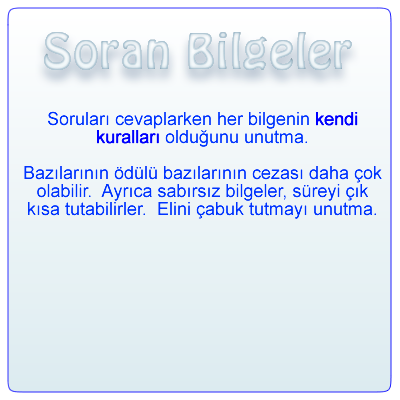 Soran Bilgeler
Soruları cevaplarken her bilgenin kendi
kuralları olduğunu unutma.
Bazılarının ödülü bazılarının cezası daha çok
olabilir. Ayrıca sabırsız bilgeler, süreyi çık
kısa tutabilirler. Elini çabuk tutmayı unutma.